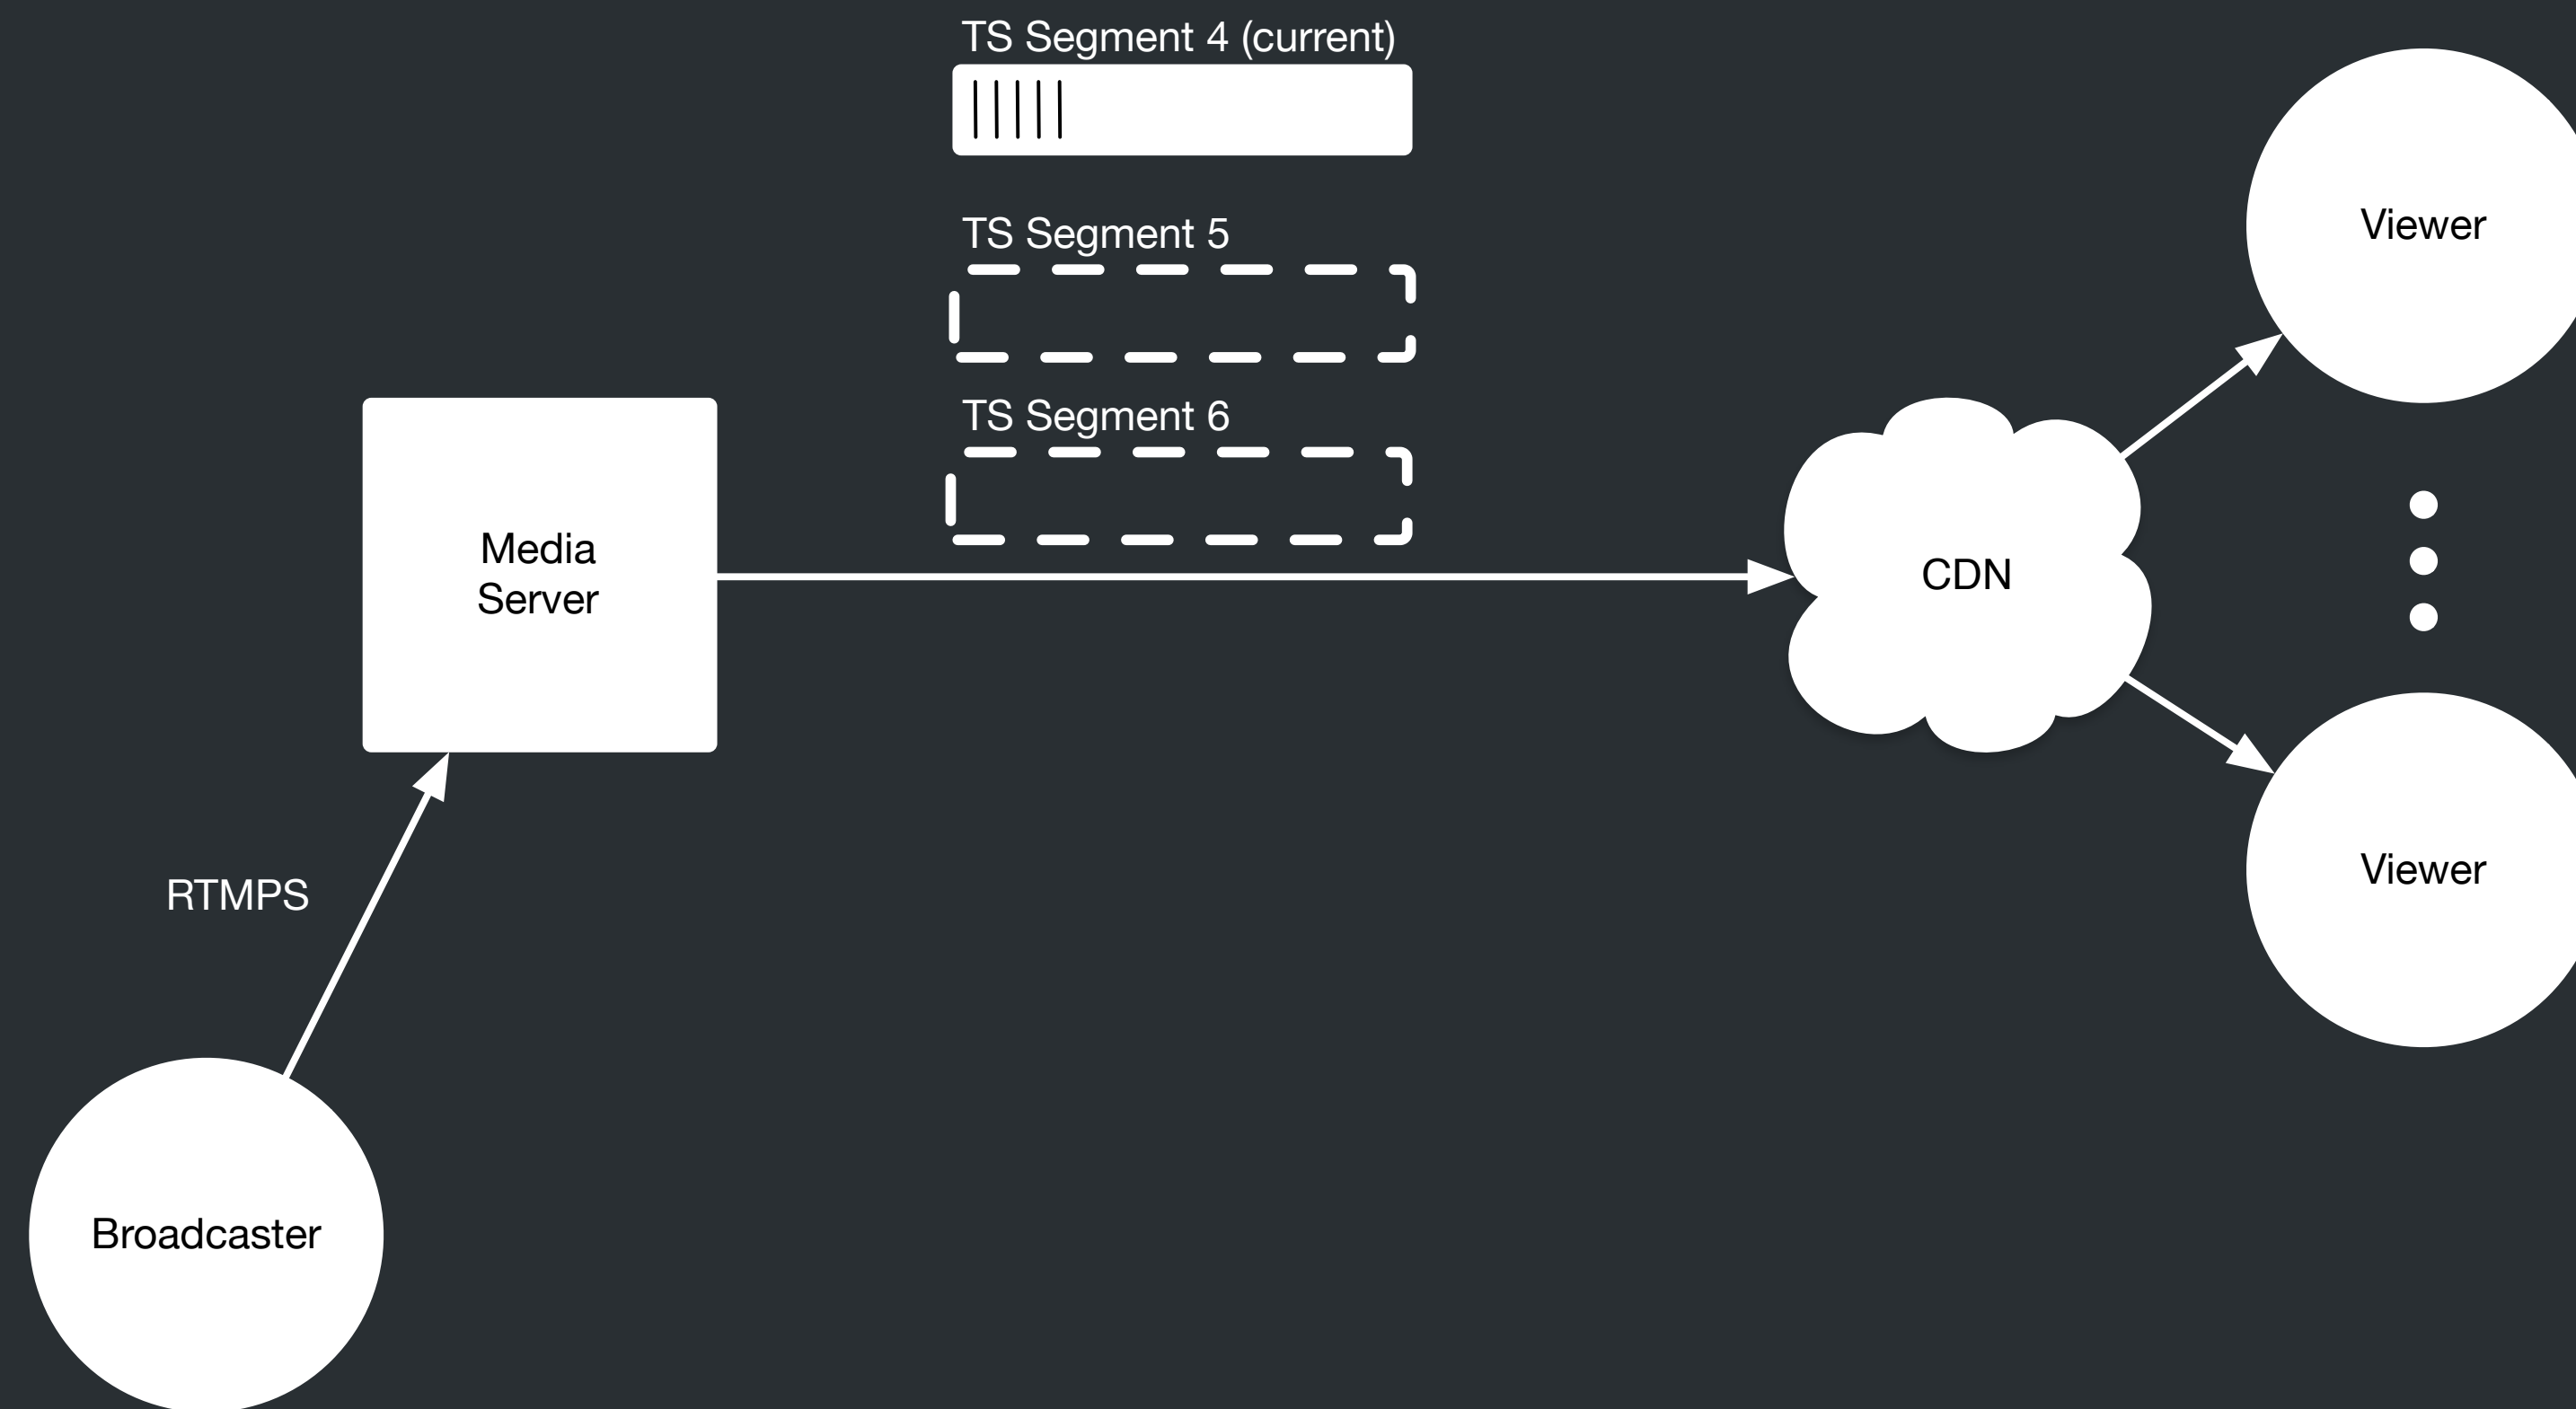 TS Segment 4 (current)
TS Segment 5
TS Segment 6
Media
Server
RTMPS
Broadcaster
CDN
Viewer
Viewer